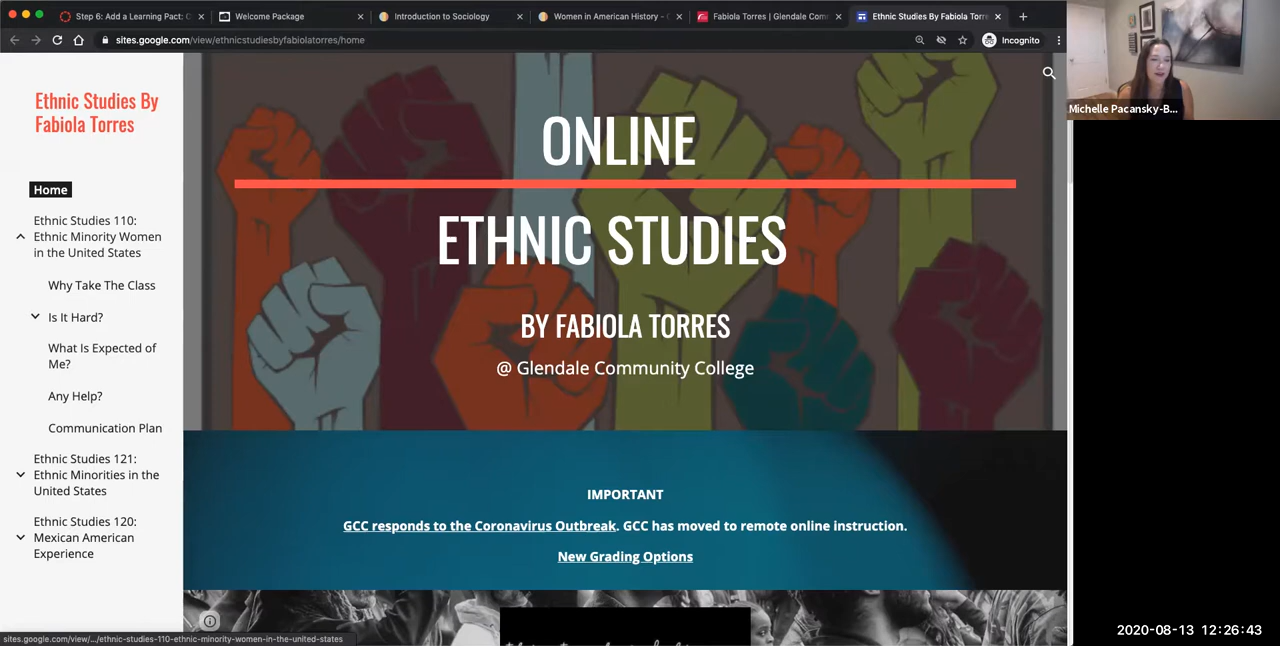 Step 6: Add a Learning Pact: C
Welcome Package
Introduction to Sociology
Women in American History -
Fabiola Torres | Glendale Com
Ethnic Studies By Fabiola Torre
sites.google.com/view/ethnicstudiesbyfabiolatorres/home
Incognito
Ethnic Studies By
Fabiola Torres
Home
Ethnic Studies 110:
Ethnic Minority Women
in the United States
Why Take The Class
Is It Hard?
What Is Expected of
Me?
Any Help?
Communication Plan
Ethnic Studies 121:
Ethnic Minorities in the
United States
Ethnic Studies 120:
Mexican American
Experience
ONLINE
ETHNIC STUDIES
BY FABIOLA TORRES
@ Glendale Community College
IMPORTANT
GCC responds to the Coronavirus Outbreak. GCC has moved to remote online instruction.
New Grading Options
sites.google.com/view/.../ethnic-studies-110-ethnic-minority-women-in-the-united-states
Michelle Pacansky-B...
2020-08-13 12:26:43